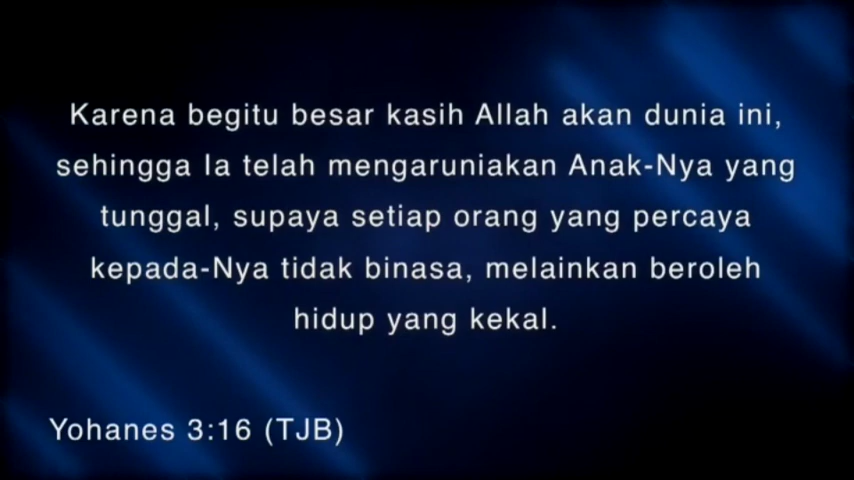 Karena begitu besar kasih Allah akan dunia ini,
sehingga Ia telah mengaruniakan Anak-Nya yang
tunggal, supaya setiap orang yang percaya
kepada-Nya tidak binasa, melainkan beroleh
hidup yang kekal.
Yohanes 3:16 (TJB)